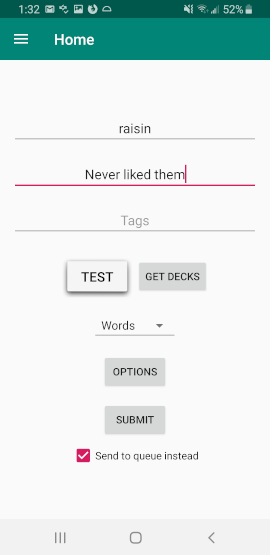 1:32 52%
Home
raisin
Never liked them
Tags
TEST GET DECKS
Words
OPTIONS
SUBMIT
Send to queue instead